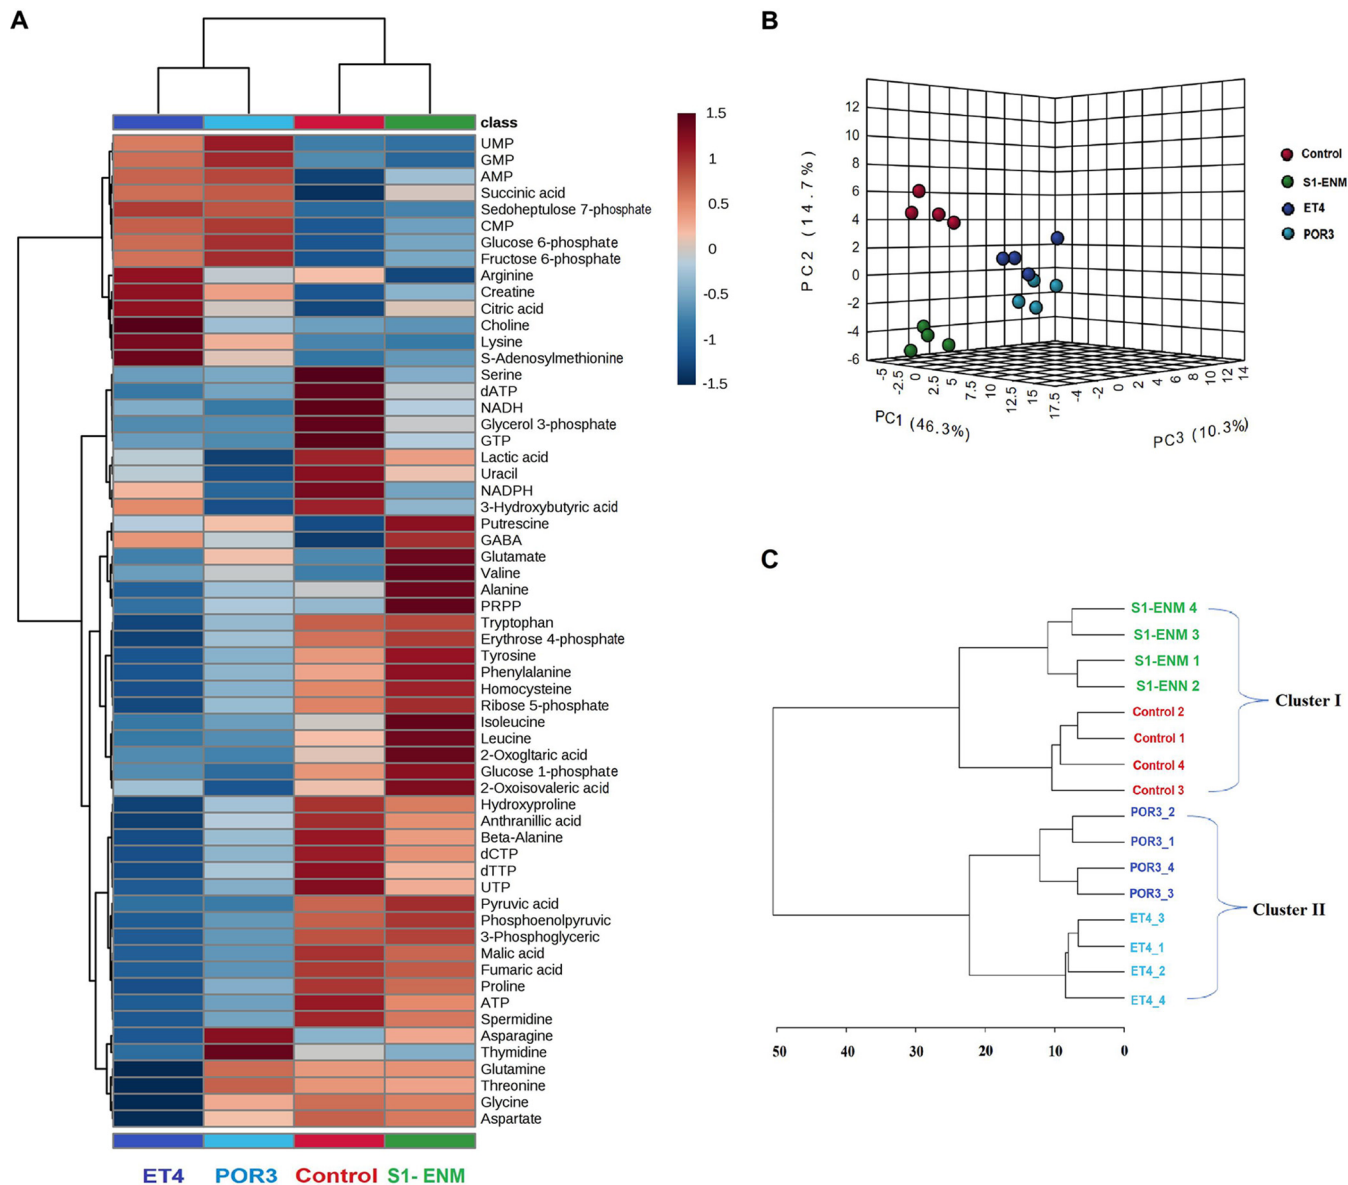 A
class
UMP
GMP
AMP
Succinic acid
Sedoheptulose 7-phosphate
CMP
Glucose 6-phosphate
Fructose 6-phosphate
Arginine
Creatine
Citric acid
Choline
Lysine
S-Adenosylmethionine
Serine
dATP
NADH
Glycerol 3-phosphate
GTP
Lactic acid
Uracil
NADPH
3-Hydroxybutyric acid
Putrescine
GABA
Glutamate
Valine
Alanine
PRPP
Tryptophan
Erythrose 4-phosphate
Tyrosine
Phenylalanine
Homocysteine
Ribose 5-phosphate
Isoleucine
Leucine
2-Oxogltaric acid
Glucose 1-phosphate
2-Oxoisovaleric acid
Hydroxyproline
Anthranillic acid
Beta-Alanine
dCTP
dTTP
UTP
Pyruvic acid
Phosphoenolpyruvic
3-Phosphoglyceric
Malic acid
Fumaric acid
Proline
ATP
Spermidine
Asparagine
Thymidine
Glutamine
Threonine
Glycine
Aspartate
ET4 POR3 Control S1- ENM
1.5
1
0.5
0
-0.5
-1
-1.5
B
PC2 (14.7%)
12
10
8
6
4
2
0
-2
-4
-6
-5 -2.5 0 2.5 5 7.5 10 12.5 15 17.5
PC1 (46.3%)
-4 -2 0 2 4 6 8 10 12 14
PC3 (10.3%)
Control
S1-ENM
ET4
POR3
C
S1-ENM 4
S1-ENM 3
S1-ENM 1
S1-ENN 2
Control 2
Control 1
Control 4
Control 3
Cluster I
POR3_2
POR3_1
POR3_4
POR3_3
ET4_3
ET4_1
ET4_2
ET4_4
Cluster II
50 40 30 20 10 0